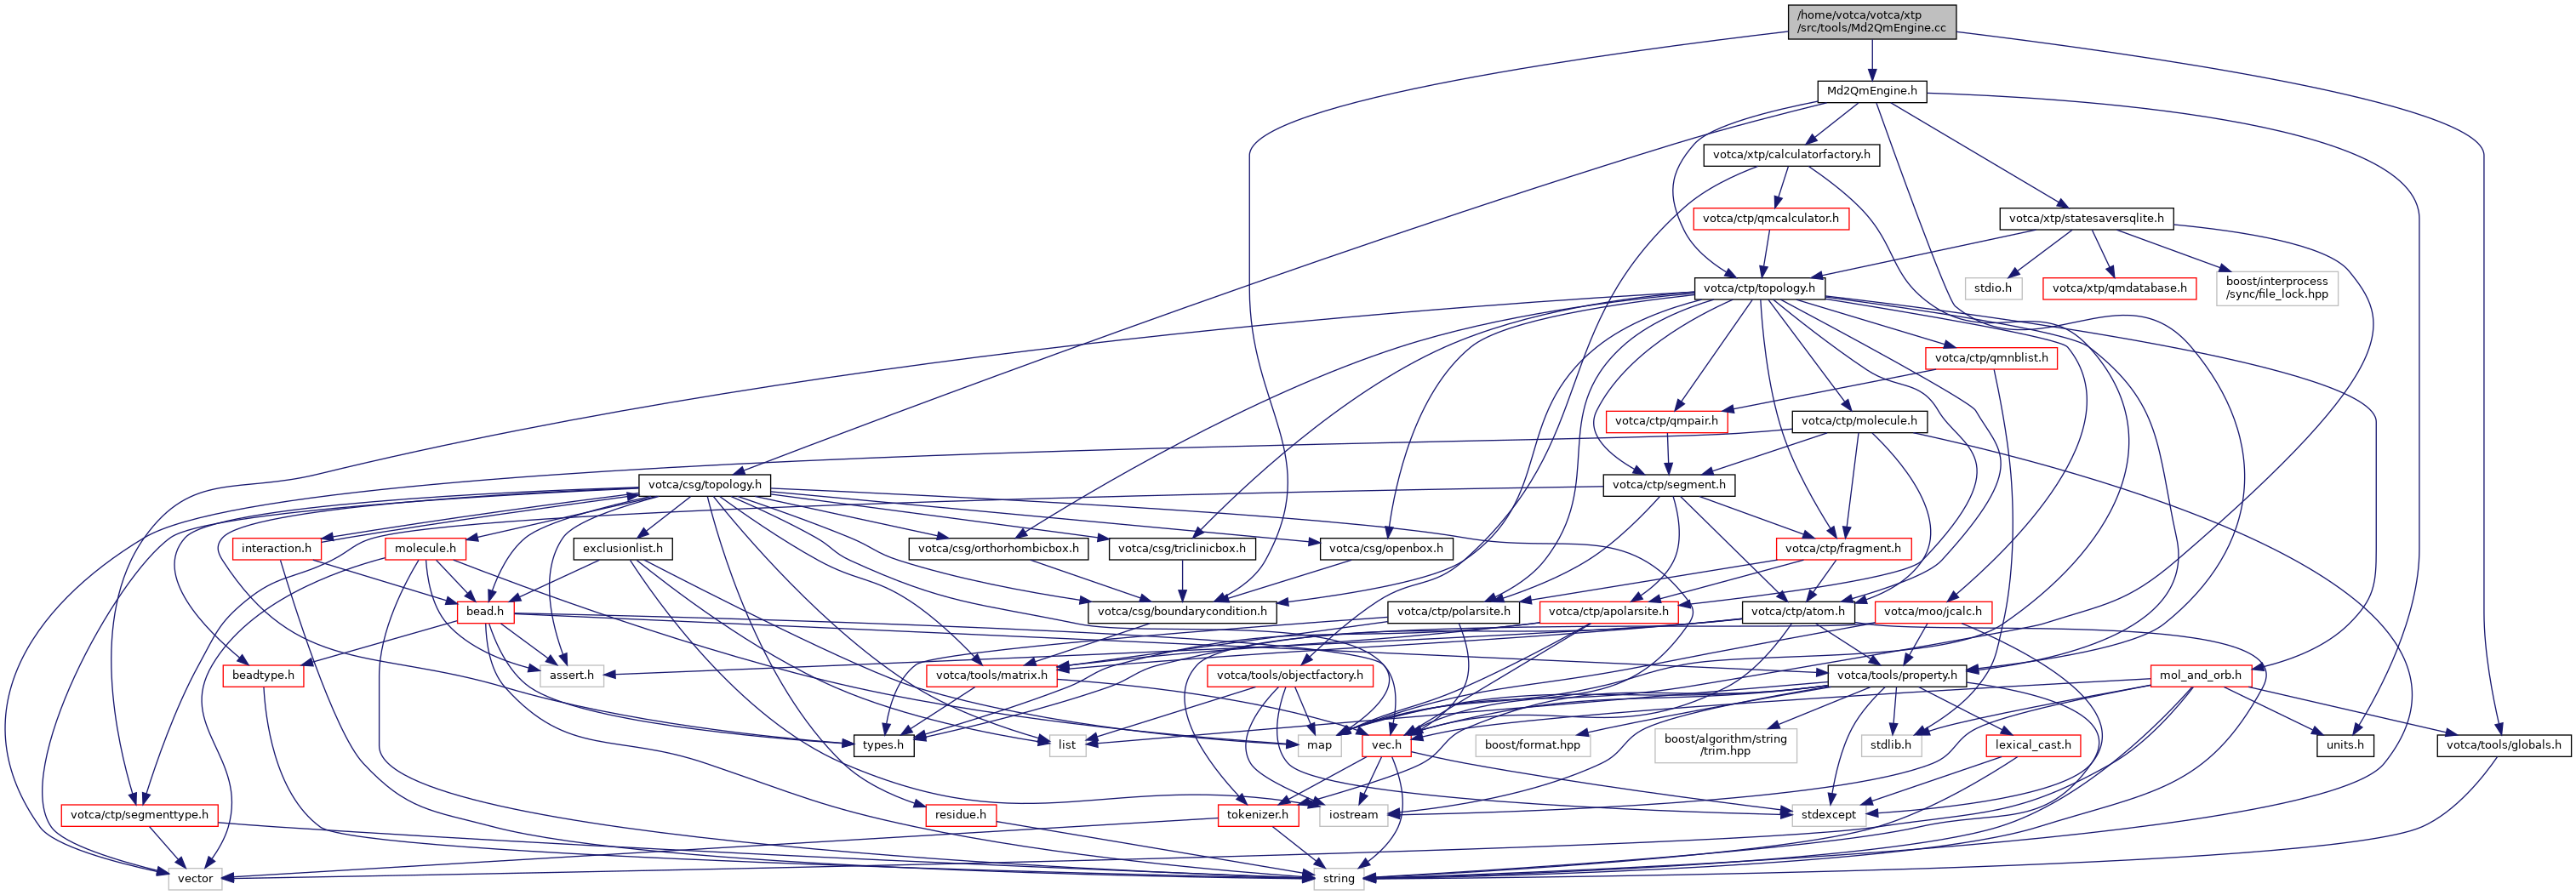 /home/votca/votca/xtp
/src/tools/Md2QmEngine.cc
Md2QmEngine.h
votca/xtp/calculatorfactory.h
votca/ctp/qmcalculator.h
votca/xtp/statesaversqlite.h
votca/ctp/topology.h
stdio.h
votca/xtp/qmdatabase.h
boost/interprocess
/sync/file_lock.hpp
votca/ctp/qmnblist.h
votca/ctp/qmpair.h
votca/ctp/molecule.h
votca/csg/topology.h
votca/ctp/segment.h
interaction.h
molecule.h
exclusionlist.h
votca/csg/orthorhombicbox.h
votca/csg/triclinicbox.h
votca/csg/openbox.h
votca/ctp/fragment.h
bead.h
votca/csg/boundarycondition.h
votca/ctp/polarsite.h
votca/ctp/apolarsite.h
votca/ctp/atom.h
votca/moo/jcalc.h
beadtype.h
assert.h
votca/tools/matrix.h
votca/tools/objectfactory.h
votca/tools/property.h
mol_and_orb.h
types.h
list
map
vec.h
boost/format.hpp
boost/algorithm/string
/trim.hpp
stdlib.h
lexical_cast.h
units.h
votca/tools/globals.h
votca/ctp/segmenttype.h
residue.h
tokenizer.h
iostream
stdexcept
vector
string